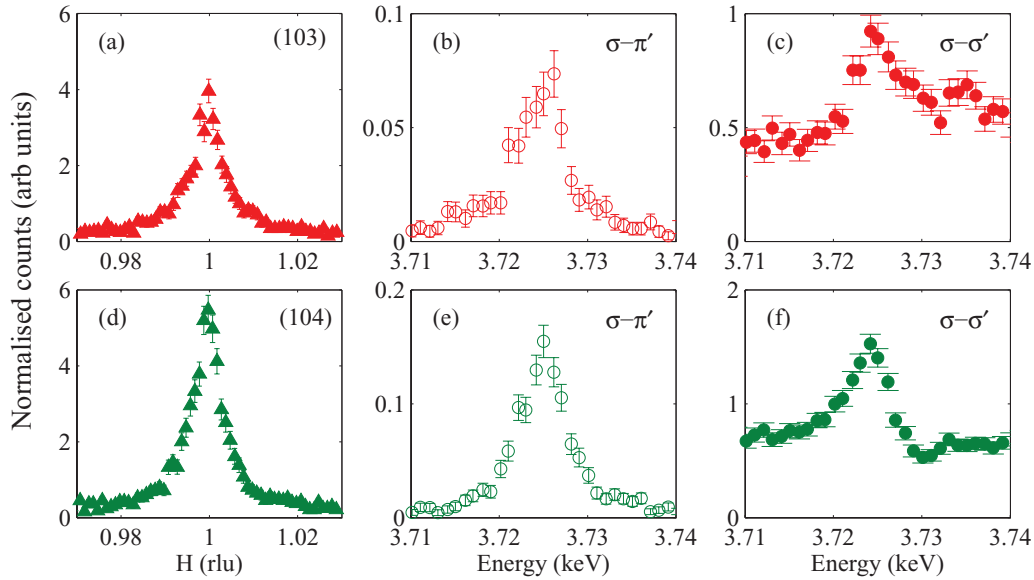 Normalised counts (arb units)
(a) (103)
6
4
2
0
0.98 1 1.02
(b) σ−π′
0.1
0.05
0
3.71 3.72 3.73 3.74
(c) σ−σ′
1
0.5
0
3.71 3.72 3.73 3.74
(d) (104)
6
4
2
0
0.98 1 1.02
H (rlu)
(e) σ−π′
0.2
0.1
0
3.71 3.72 3.73 3.74
Energy (keV)
(f) σ−σ′
2
1
0
3.71 3.72 3.73 3.74
Energy (keV)